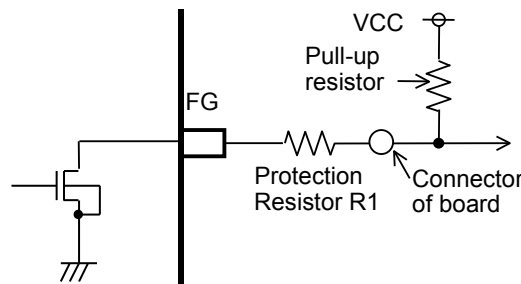 VCC
Pull-up
resistor
FG
Protection
Resistor R1
Connector
of board